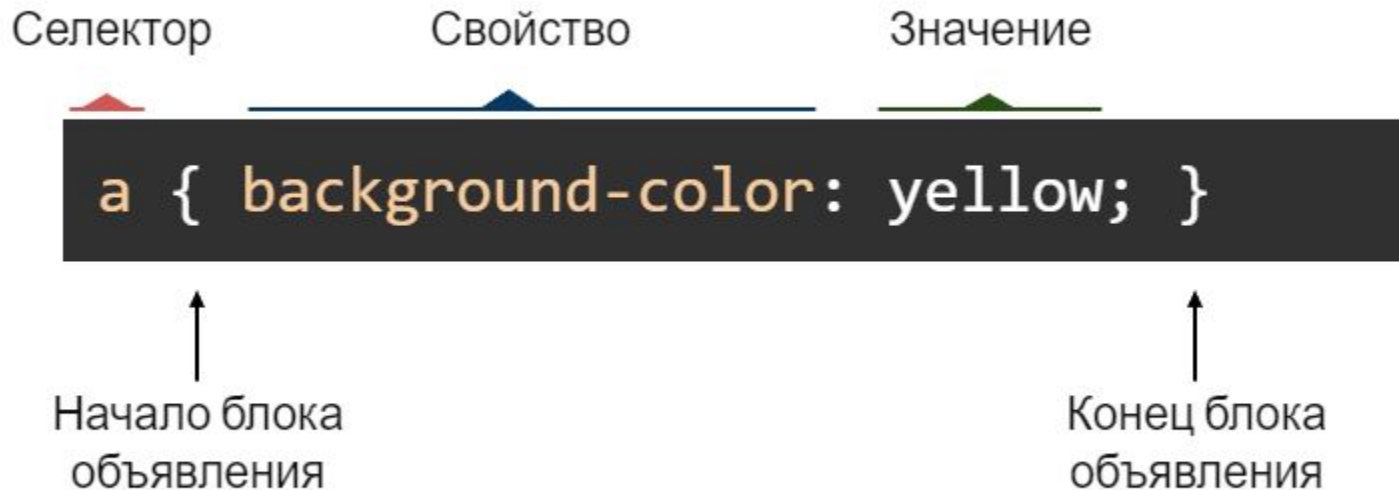 Селектор Свойство Значение
a { background-color: yellow; }
Начало блока Конец блока
объявления объявления